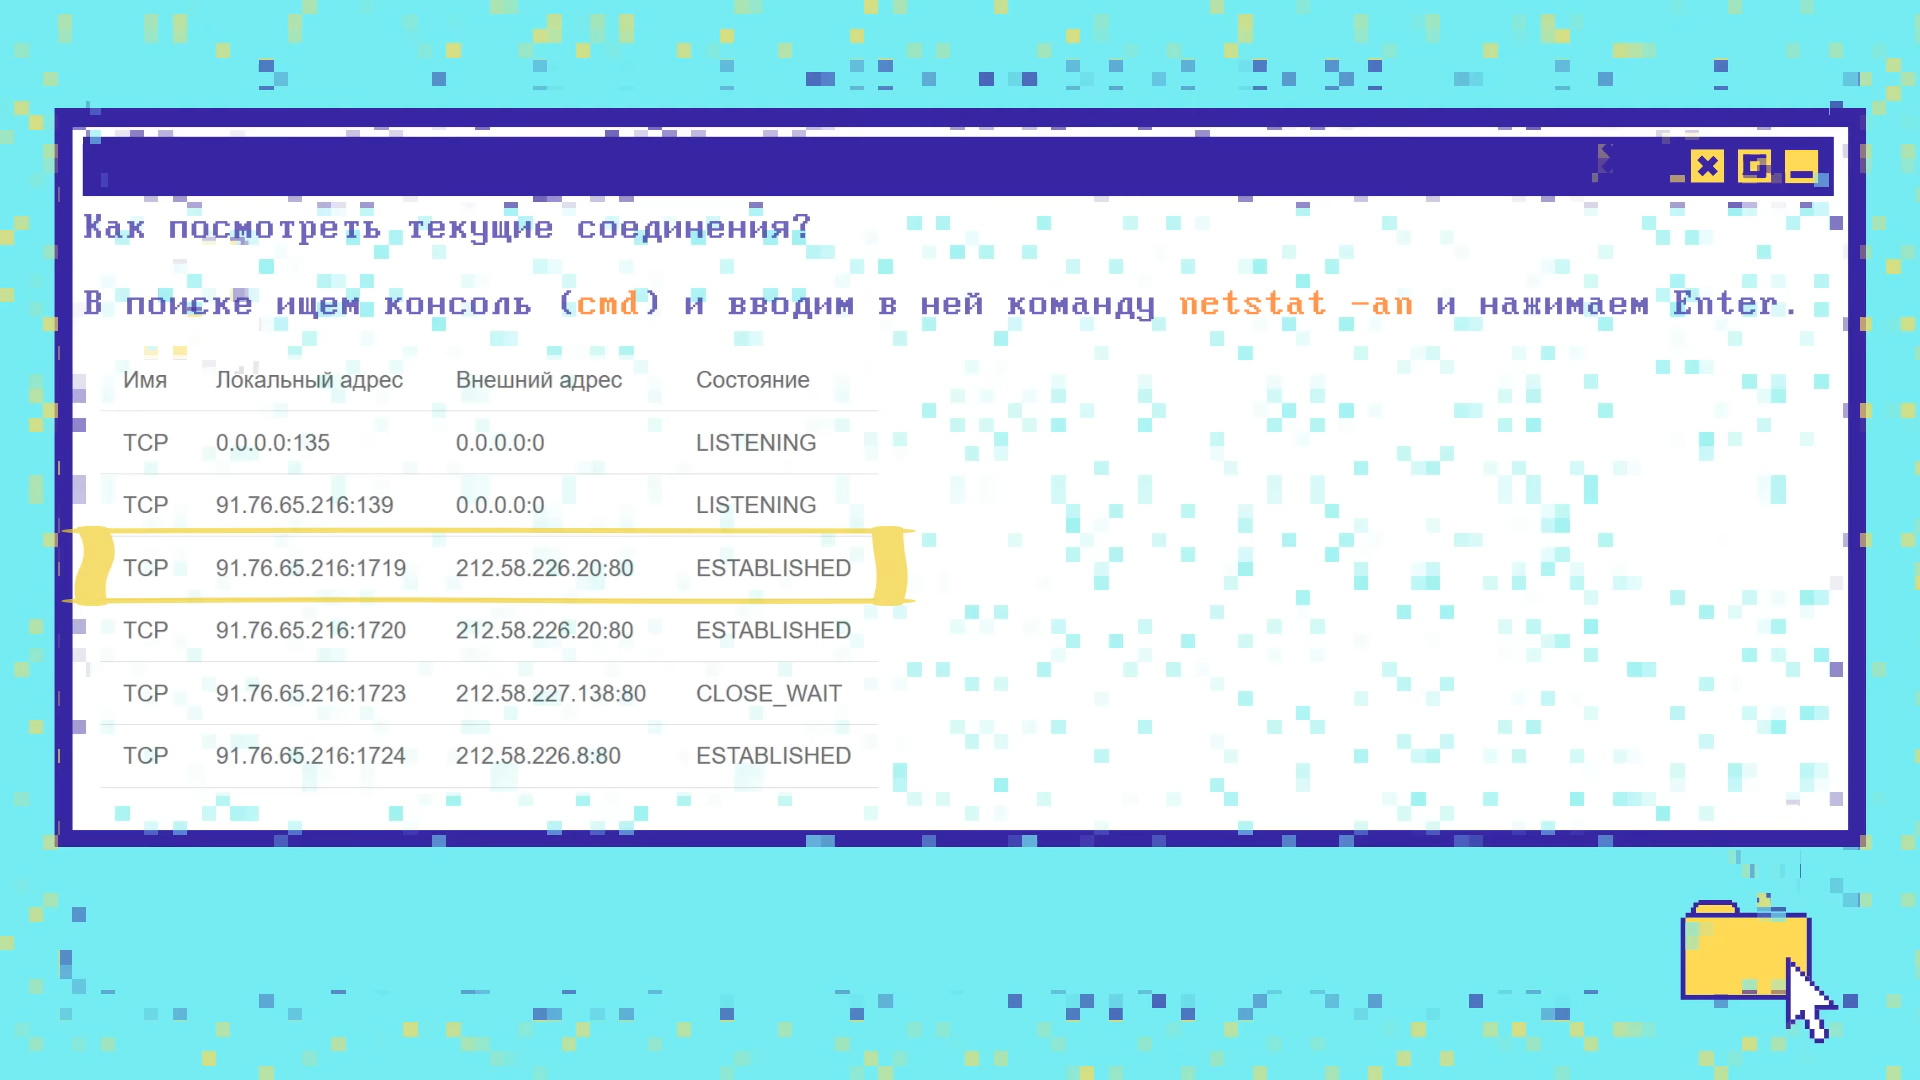 Как посмотреть текущие соединения?
В поиске ищем консоль (cmd) и вводим в ней команду netstat -an и нажимаем Enter.
Имя Локальный адрес Внешний адрес Состояние
TCP 0.0.0.0:135 0.0.0.0:0 LISTENING
TCP 91.76.65.216:139 0.0.0.0:0 LISTENING
TCP 91.76.65.216:1719 212.58.226.20:80 ESTABLISHED
TCP 91.76.65.216:1720 212.58.226.20:80 ESTABLISHED
TCP 91.76.65.216:1723 212.58.227.138:80 CLOSE_WAIT
TCP 91.76.65.216:1724 212.58.226.8:80 ESTABLISHED